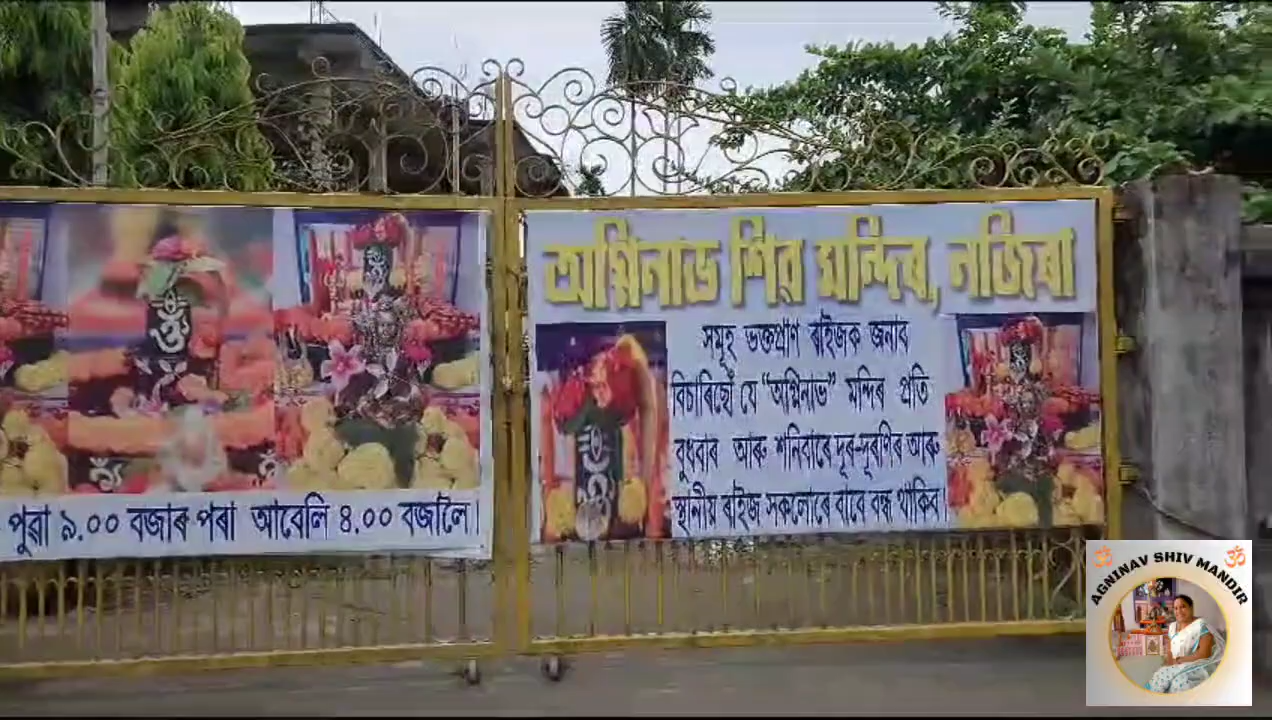 অগ্নিনাভ শিৱ মন্দিৰ, নাজিৰা
সমূহ ভক্তপ্ৰাণ ৰাইজক জনাব
বিচাৰিছোঁ যে “অগ্নিনাভ” মন্দিৰ প্ৰতি
বুধবাৰ আৰু শনিবাৰে দূৰ-দূৰণিৰ আৰু
স্থানীয় ৰাইজ সকলোৰে বাবে বন্ধ থাকিব।
পুৱা ৯.০০ বজাৰ পৰা আবেলি ৪.০০ বজালৈ।
AGNINAV SHIV MANDIR